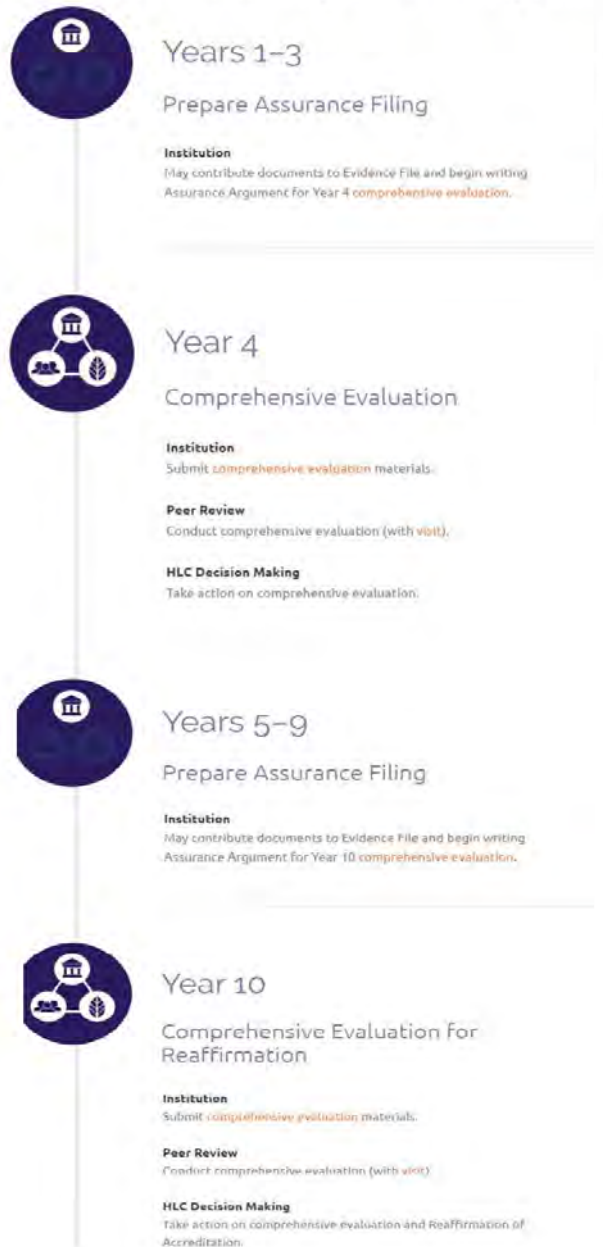 Years 1–3
Prepare Assurance Filing
Institution
May contribute documents to Evidence File and begin writing
Assurance Argument for Year 4 comprehensive evaluation.
Year 4
Comprehensive Evaluation
Institution
Submit comprehensive evaluation materials.
Peer Review
Conduct comprehensive evaluation (with visit).
HLC Decision Making
Take action on comprehensive evaluation.
Years 5–9
Prepare Assurance Filing
Institution
May contribute documents to Evidence File and begin writing
Assurance Argument for Year 10 comprehensive evaluation.
Year 10
Comprehensive Evaluation for
Reaffirmation
Institution
Submit comprehensive evaluation materials.
Peer Review
Conduct comprehensive evaluation (with visit)
HLC Decision Making
Take action on comprehensive evaluation and Reaffirmation of
Accreditation.